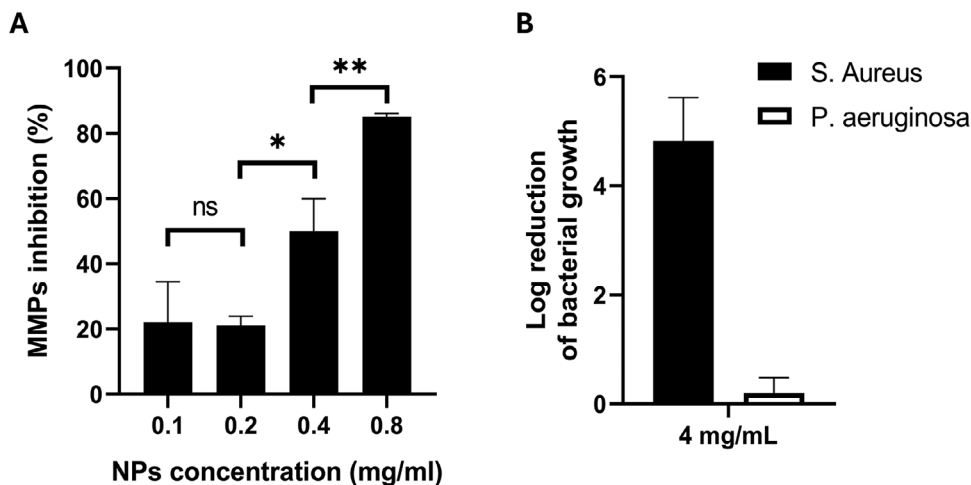 A
MMPs inhibition (%)
100
80
60
40
20
0
ns
*
**
0.1 0.2 0.4 0.8
NPs concentration (mg/ml)
B
S. Aureus
P. aeruginosa
Log reduction
of bacterial growth
6
4
2
0
4 mg/mL